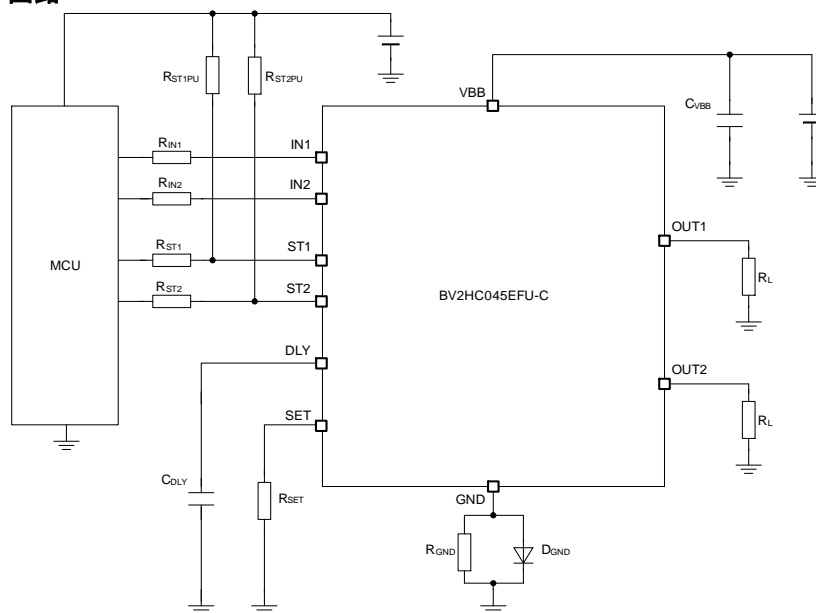 RST1PU
RST2PU
VBB
CVBB
RIN1
IN1
RIN2
IN2
OUT1
RST1
ST1
MCU
RL
RST2
ST2
BV2HC045EFU-C
DLY
OUT2
SET
RL
CDLY
RSET
GND
RGND
DGND